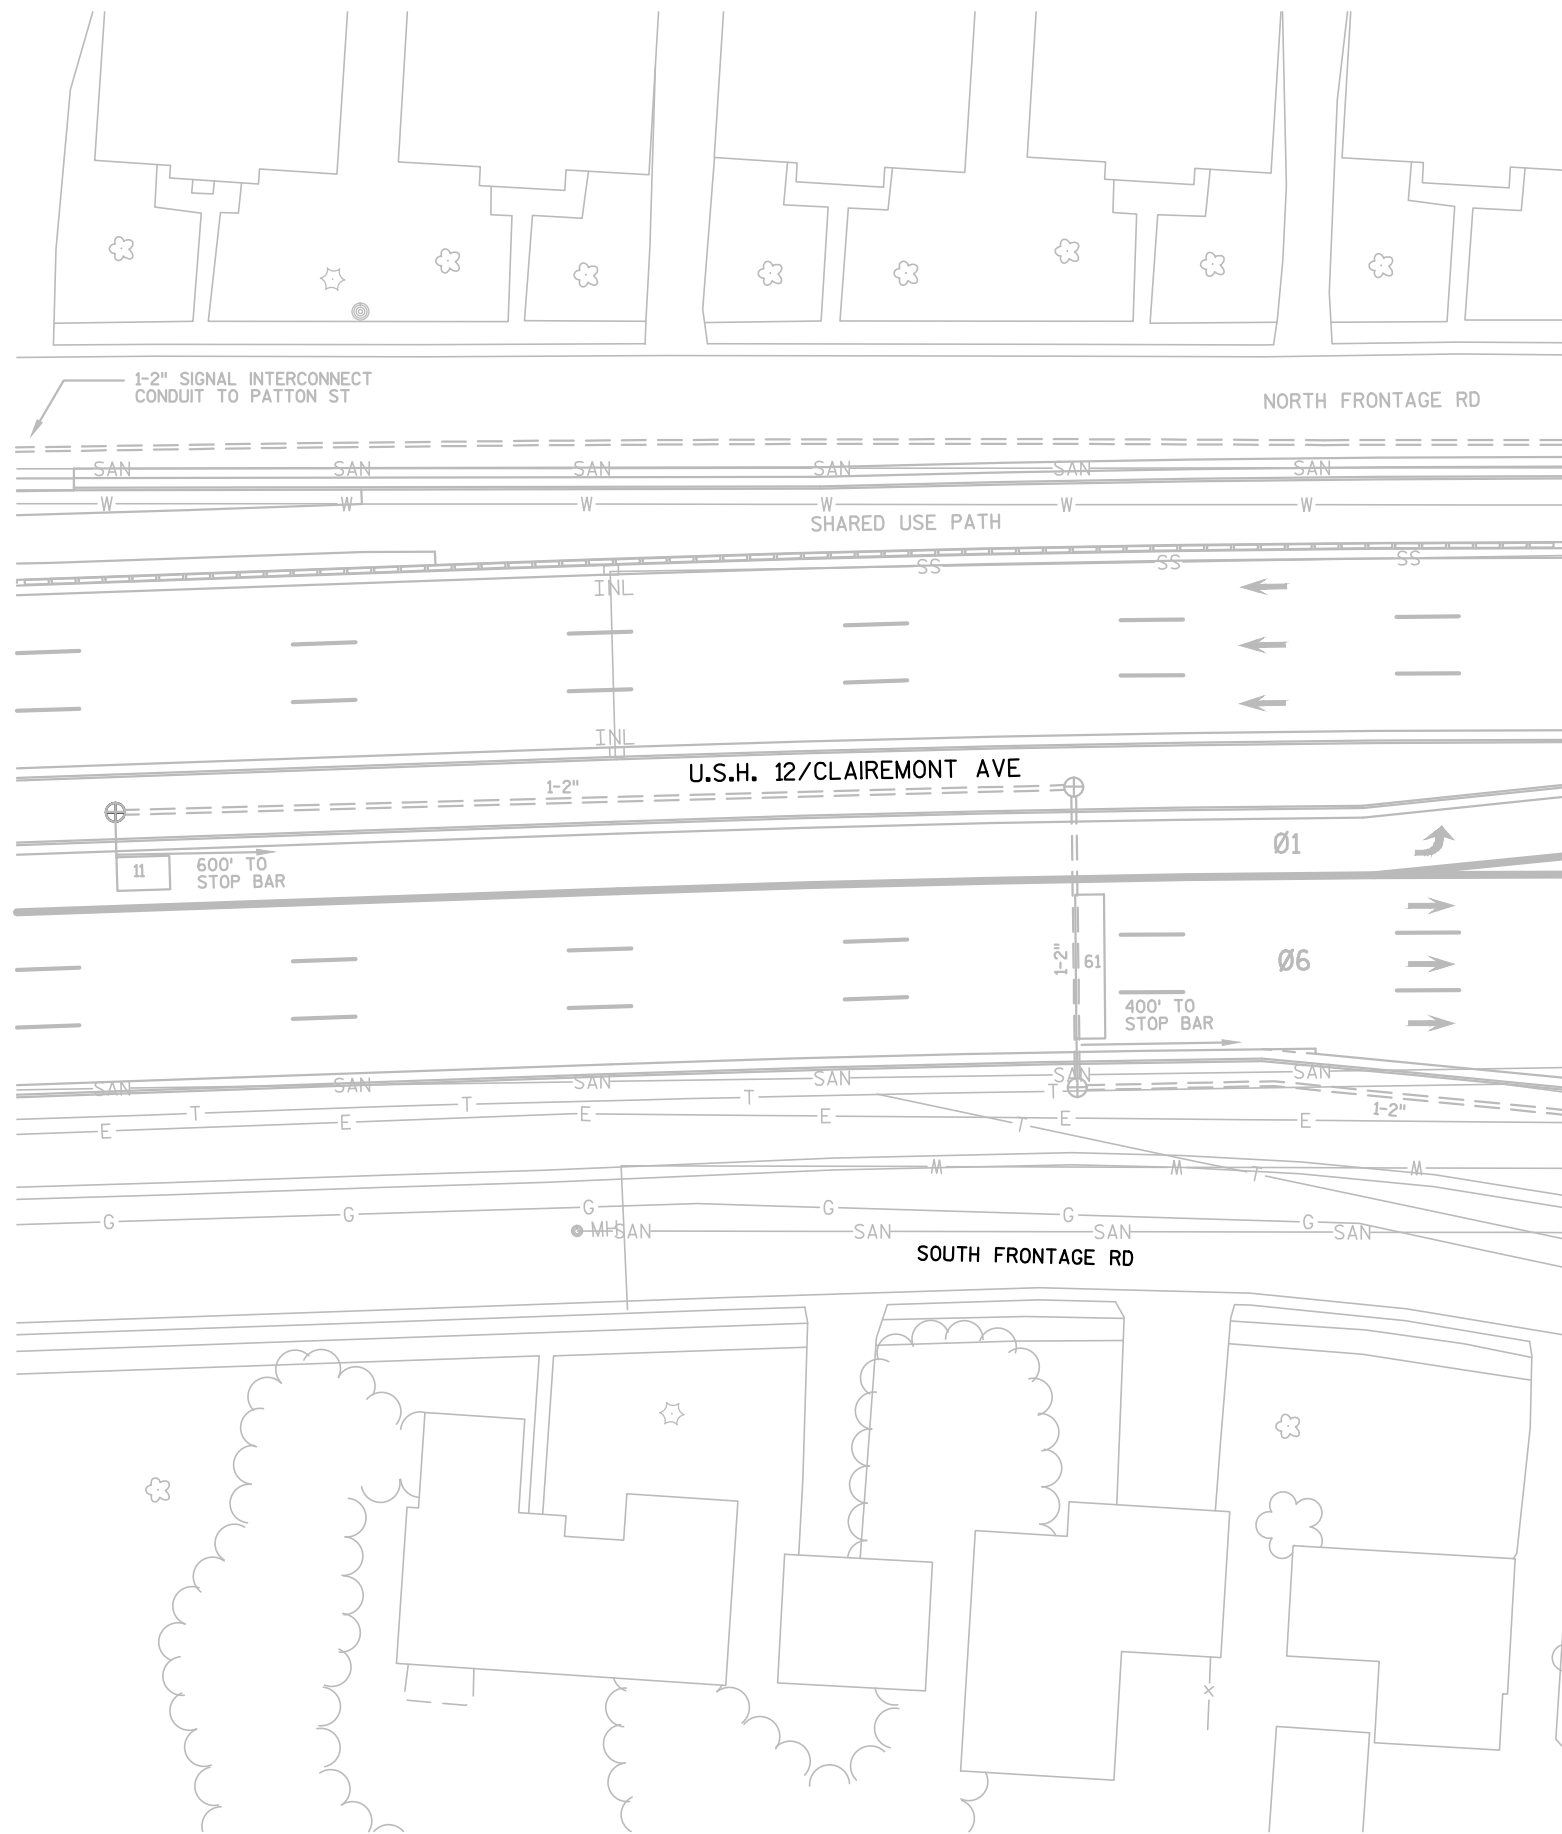 1-2" SIGNAL INTERCONNECT
CONDUIT TO PATTON ST
NORTH FRONTAGE RD
SAN SAN SAN SAN SAN SAN
W W W W W W
SHARED USE PATH
SS SS SS
INL
INL
U.S.H. 12/CLAIREMONT AVE
1-2"
Ø1
11
600' TO
STOP BAR
1-2"
61
Ø6
400' TO
STOP BAR
SAN SAN SAN SAN SAN SAN
T T T T
1-2"
E E E E E E
T
W W W
T
G G G G G G
MH
SAN SAN SAN SAN
SOUTH FRONTAGE RD
X